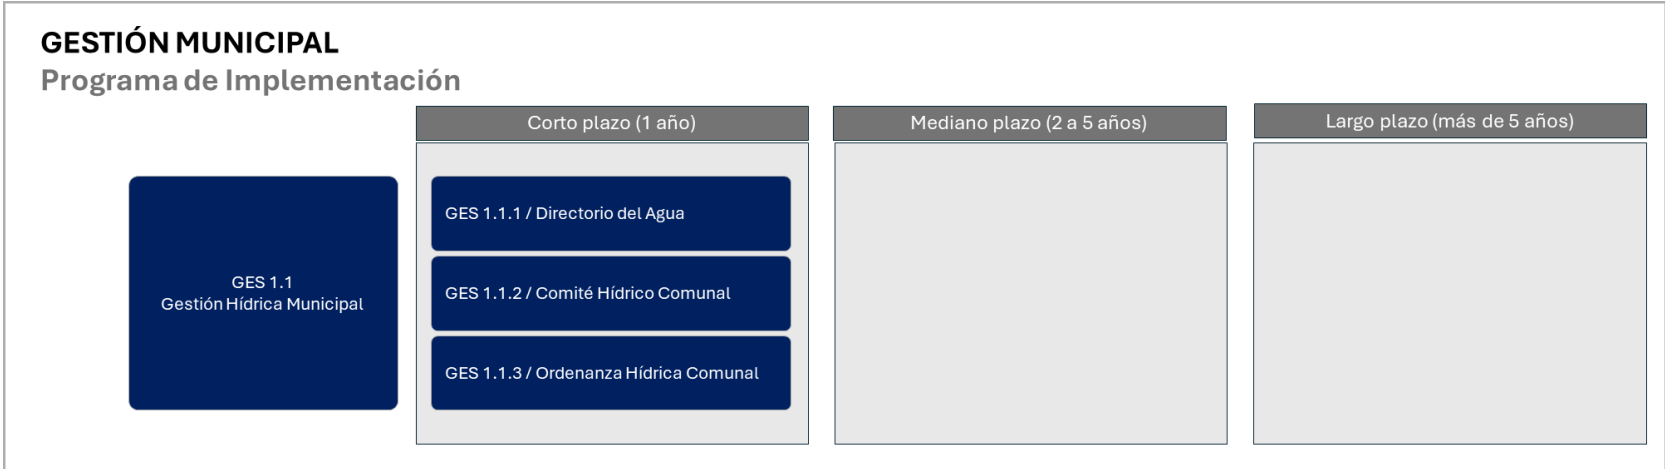 GESTIÓN MUNICIPAL
Programa de Implementación
Corto plazo (1 año)
Mediano plazo (2 a 5 años)
Largo plazo (más de 5 años)
GES 1.1
Gestión Hídrica Municipal
GES 1.1.1 / Directorio del Agua
GES 1.1.2 / Comité Hídrico Comunal
GES 1.1.3 / Ordenanza Hídrica Comunal